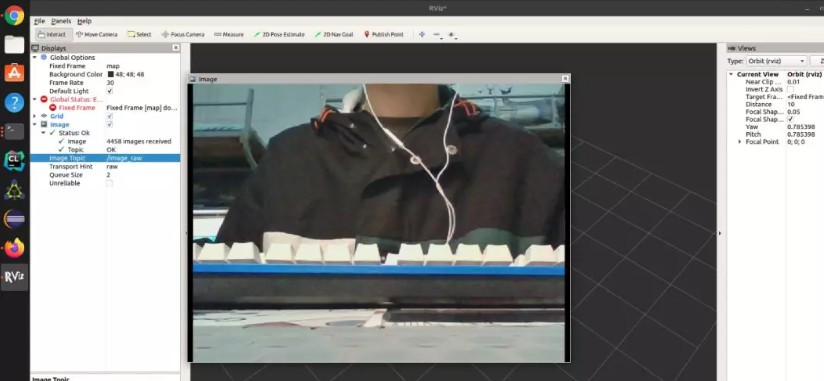 RViz*
File Panels Help
Interact Move Camera Select Focus Camera Measure 2D Pose Estimate 2D Nav Goal Publish Point
Displays
Global Options
Fixed Frame map
Background Color 48; 48; 48
Frame Rate 30
Default Light
Global Status: E...
Fixed Frame Fixed Frame [map] do...
Grid
Image
Status: Ok
Image 4458 images received
Topic OK
Image Topic /image_raw
Transport Hint raw
Queue Size 2
Unreliable
Image Topic
Image
Views
Type: Orbit (rviz)
Current View Orbit (rviz)
Near Clip ... 0.01
Invert Z Axis
Target Fra... <Fixed Frame
Distance 10
Focal Shap... 0.05
Focal Shap...
Yaw 0.785398
Pitch 0.785398
Focal Point 0; 0; 0
CL
RViz